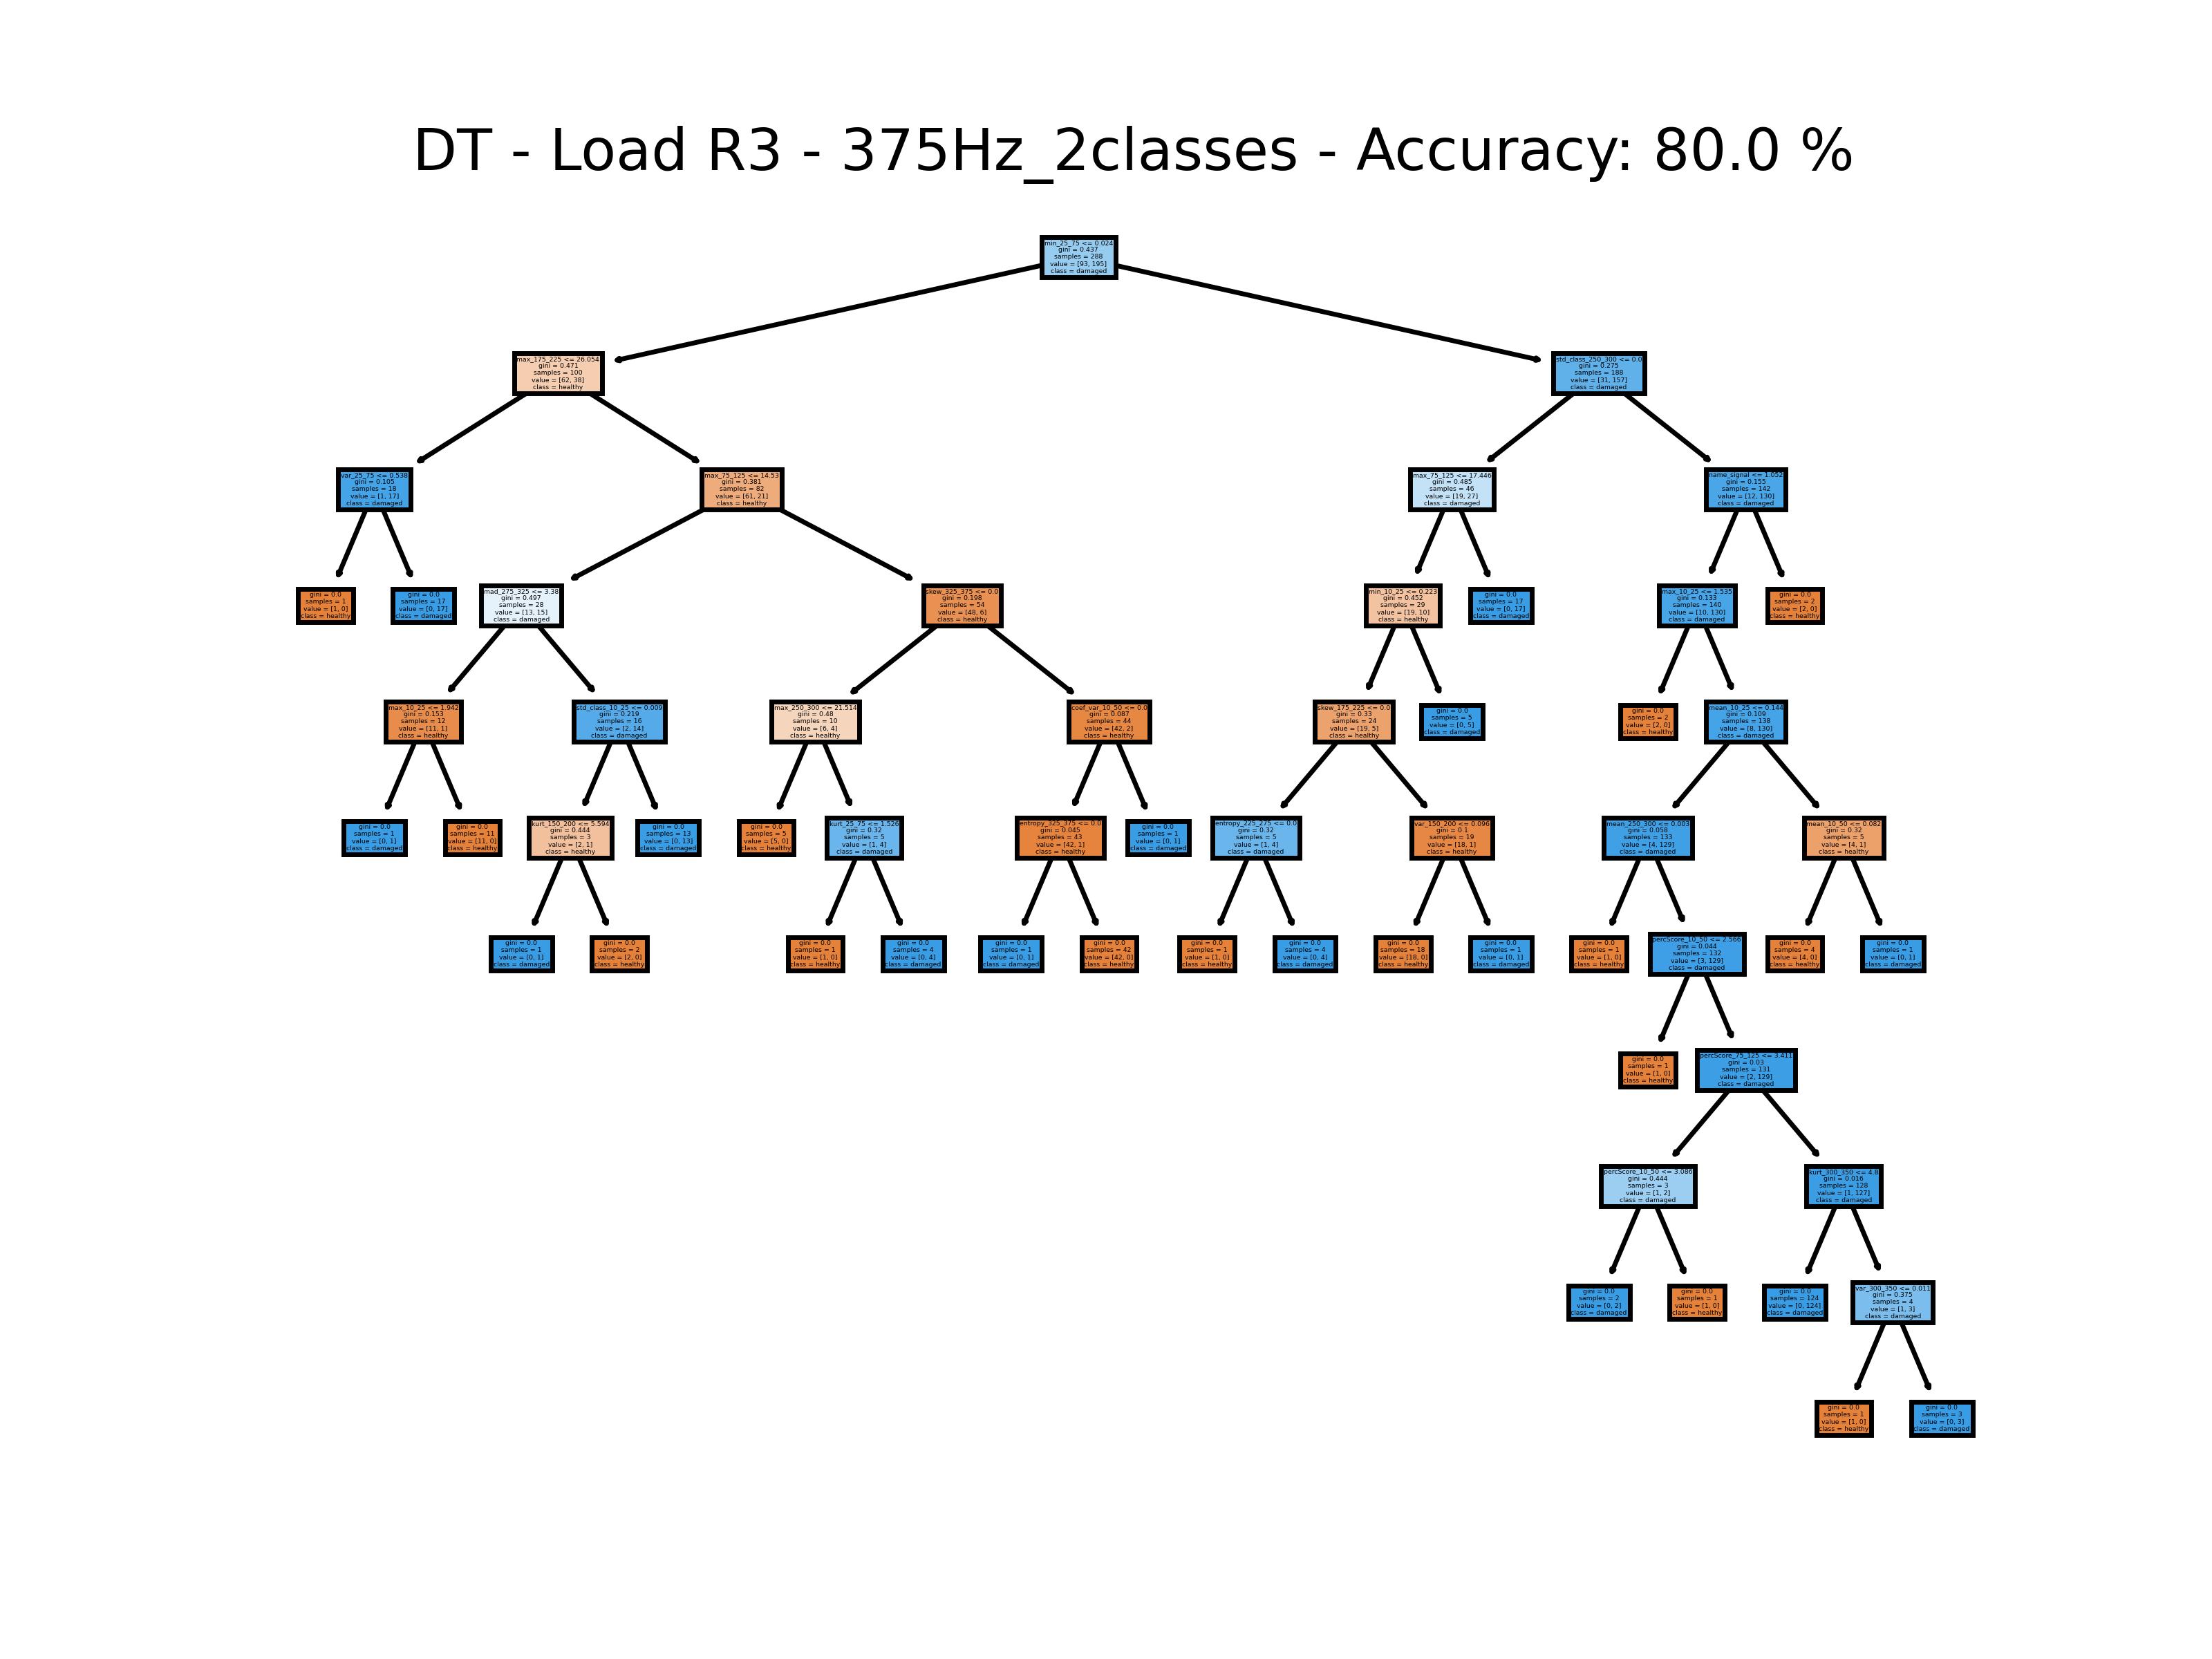 DT - Load R3 - 375Hz_2classes - Accuracy: 80.0 %
min_25_75 <= 0.024
gini = 0.437
samples = 288
value = [93, 195]
class = damaged
max_175_225 <= 26.054
gini = 0.471
samples = 100
value = [62, 38]
class = healthy
std_class_250_300 <= 0.0
gini = 0.275
samples = 188
value = [31, 157]
class = damaged
var_25_75 <= 0.538
gini = 0.105
samples = 18
value = [1, 17]
class = damaged
max_75_125 <= 14.53
gini = 0.381
samples = 82
value = [61, 21]
class = healthy
max_75_125 <= 17.446
gini = 0.485
samples = 46
value = [19, 27]
class = damaged
name_signal <= 1.052
gini = 0.155
samples = 142
value = [12, 130]
class = damaged
gini = 0.0
samples = 1
value = [1, 0]
class = healthy
gini = 0.0
samples = 17
value = [0, 17]
class = damaged
mad_275_325 <= 3.38
gini = 0.497
samples = 28
value = [13, 15]
class = damaged
skew_325_375 <= 0.0
gini = 0.198
samples = 54
value = [48, 6]
class = healthy
min_10_25 <= 0.223
gini = 0.452
samples = 29
value = [19, 10]
class = healthy
gini = 0.0
samples = 17
value = [0, 17]
class = damaged
max_10_25 <= 1.535
gini = 0.133
samples = 140
value = [10, 130]
class = damaged
gini = 0.0
samples = 2
value = [2, 0]
class = healthy
max_10_25 <= 1.942
gini = 0.153
samples = 12
value = [11, 1]
class = healthy
std_class_10_25 <= 0.009
gini = 0.219
samples = 16
value = [2, 14]
class = damaged
max_250_300 <= 21.514
gini = 0.48
samples = 10
value = [6, 4]
class = healthy
coef_var_10_50 <= 0.0
gini = 0.087
samples = 44
value = [42, 2]
class = healthy
skew_175_225 <= 0.0
gini = 0.33
samples = 24
value = [19, 5]
class = healthy
gini = 0.0
samples = 5
value = [0, 5]
class = damaged
gini = 0.0
samples = 2
value = [2, 0]
class = healthy
mean_10_25 <= 0.144
gini = 0.109
samples = 138
value = [8, 130]
class = damaged
gini = 0.0
samples = 1
value = [0, 1]
class = damaged
gini = 0.0
samples = 11
value = [11, 0]
class = healthy
kurt_150_200 <= 5.594
gini = 0.444
samples = 3
value = [2, 1]
class = healthy
gini = 0.0
samples = 13
value = [0, 13]
class = damaged
gini = 0.0
samples = 5
value = [5, 0]
class = healthy
kurt_25_75 <= 1.520
gini = 0.32
samples = 5
value = [1, 4]
class = damaged
entropy_325_375 <= 0.0
gini = 0.045
samples = 43
value = [42, 1]
class = healthy
gini = 0.0
samples = 1
value = [0, 1]
class = damaged
entropy_225_275 <= 0.0
gini = 0.32
samples = 5
value = [1, 4]
class = damaged
var_150_200 <= 0.096
gini = 0.1
samples = 19
value = [18, 1]
class = healthy
mean_250_300 <= 0.003
gini = 0.058
samples = 133
value = [4, 129]
class = damaged
mean_10_50 <= 0.082
gini = 0.32
samples = 5
value = [4, 1]
class = healthy
gini = 0.0
samples = 1
value = [0, 1]
class = damaged
gini = 0.0
samples = 2
value = [2, 0]
class = healthy
gini = 0.0
samples = 1
value = [1, 0]
class = healthy
gini = 0.0
samples = 4
value = [0, 4]
class = damaged
gini = 0.0
samples = 1
value = [0, 1]
class = damaged
gini = 0.0
samples = 42
value = [42, 0]
class = healthy
gini = 0.0
samples = 1
value = [1, 0]
class = healthy
gini = 0.0
samples = 4
value = [0, 4]
class = damaged
gini = 0.0
samples = 18
value = [18, 0]
class = healthy
gini = 0.0
samples = 1
value = [0, 1]
class = damaged
gini = 0.0
samples = 1
value = [1, 0]
class = healthy
percScore_10_50 <= 2.566
gini = 0.044
samples = 132
value = [3, 129]
class = damaged
gini = 0.0
samples = 4
value = [4, 0]
class = healthy
gini = 0.0
samples = 1
value = [0, 1]
class = damaged
gini = 0.0
samples = 1
value = [1, 0]
class = healthy
percScore_75_125 <= 3.411
gini = 0.03
samples = 131
value = [2, 129]
class = damaged
percScore_10_50 <= 3.086
gini = 0.444
samples = 3
value = [1, 2]
class = damaged
kurt_300_350 <= 4.8
gini = 0.016
samples = 128
value = [1, 127]
class = damaged
gini = 0.0
samples = 2
value = [0, 2]
class = damaged
gini = 0.0
samples = 1
value = [1, 0]
class = healthy
gini = 0.0
samples = 124
value = [0, 124]
class = damaged
var_300_350 <= 0.011
gini = 0.375
samples = 4
value = [1, 3]
class = damaged
gini = 0.0
samples = 1
value = [1, 0]
class = healthy
gini = 0.0
samples = 3
value = [0, 3]
class = damaged